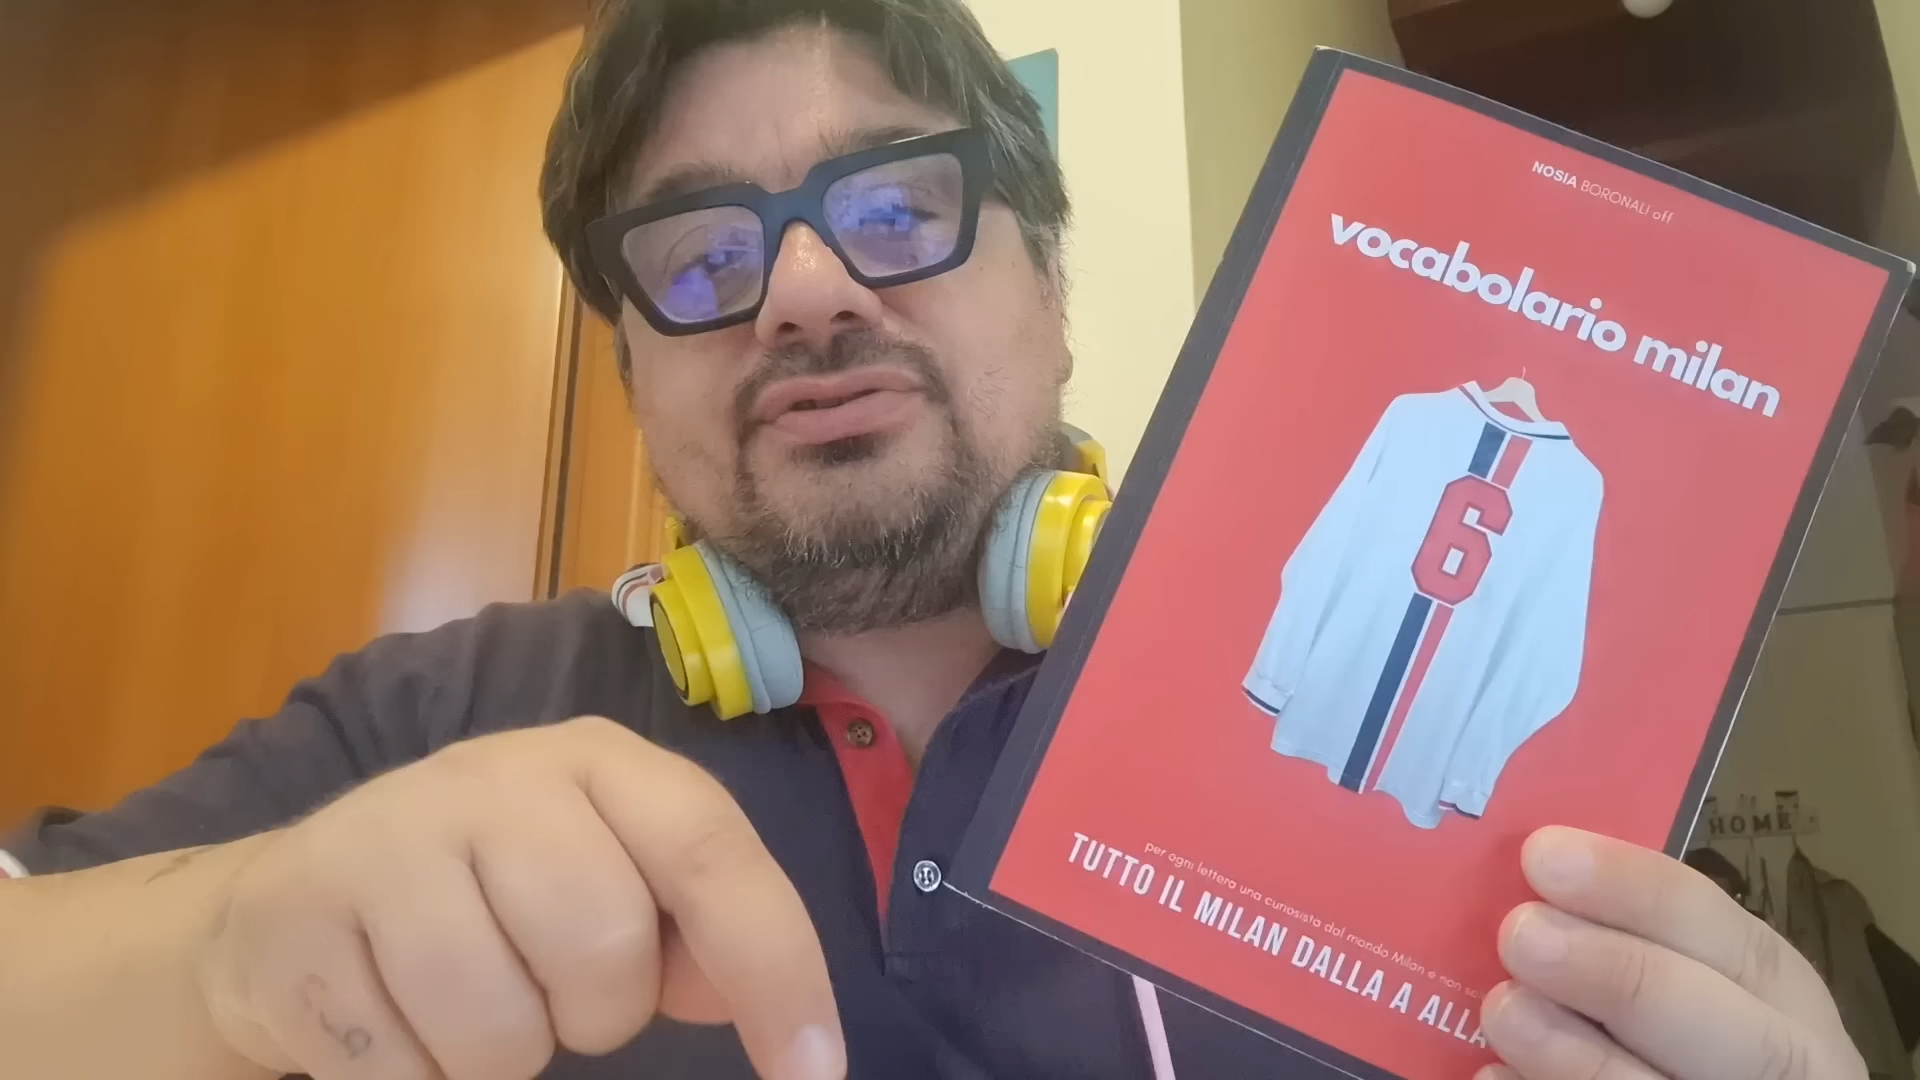 NOSIA BORONALI off
vocabolario milan
6
per ogni lettera una curiosista dal mondo Milan e non
TUTTO IL MILAN DALLA A ALLA
HOME